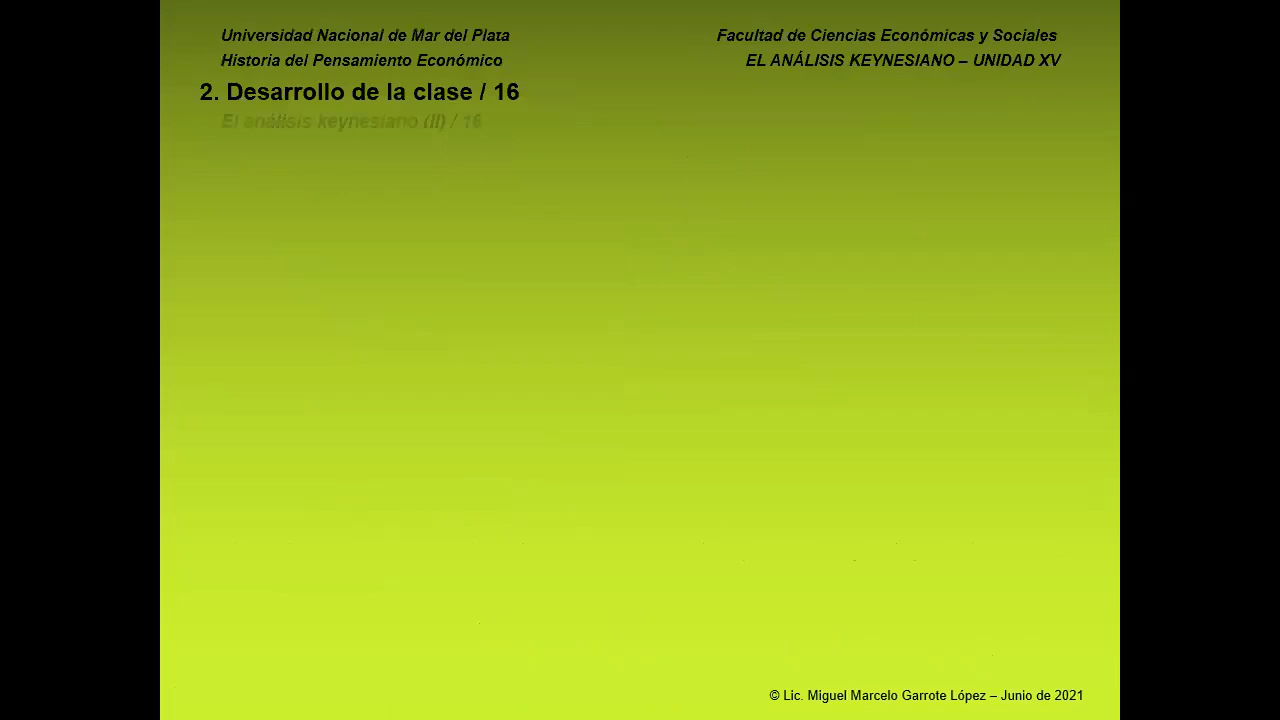 Universidad Nacional de Mar del Plata
Facultad de Ciencias Económicas y Sociales
Historia del Pensamiento Económico
EL ANÁLISIS KEYNESIANO – UNIDAD XV
2. Desarrollo de la clase / 16
El análisis keynesiano (II) / 16
© Lic. Miguel Marcelo Garrote López – Junio de 2021